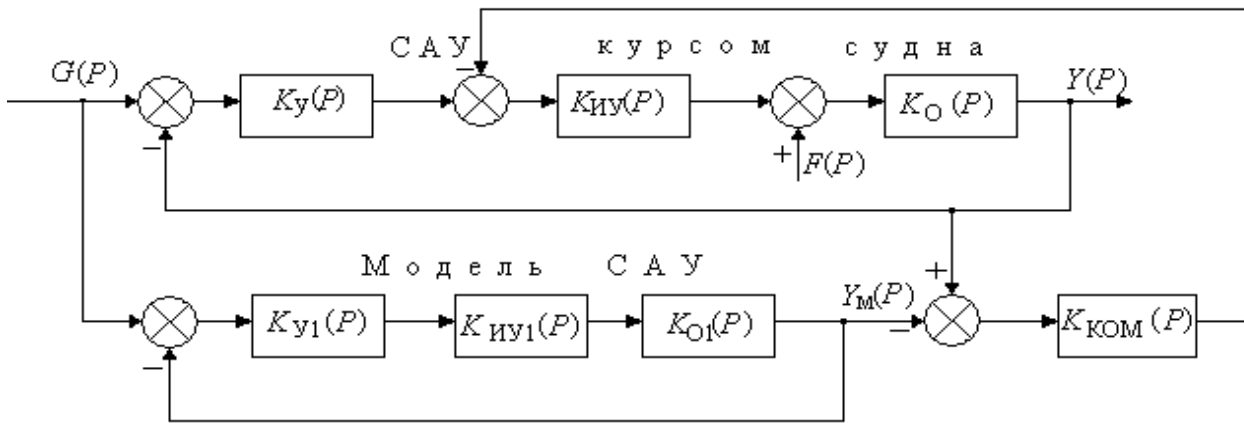 САУ курсом судна
G(P)
KУ(P)
−
KИУ(P)
KО(P)
Y(P)
−
+
F(P)
Модель САУ
+
KУ1(P)
KИУ1(P)
KО1(P)
YМ(P)
−
KКОМ(P)
−